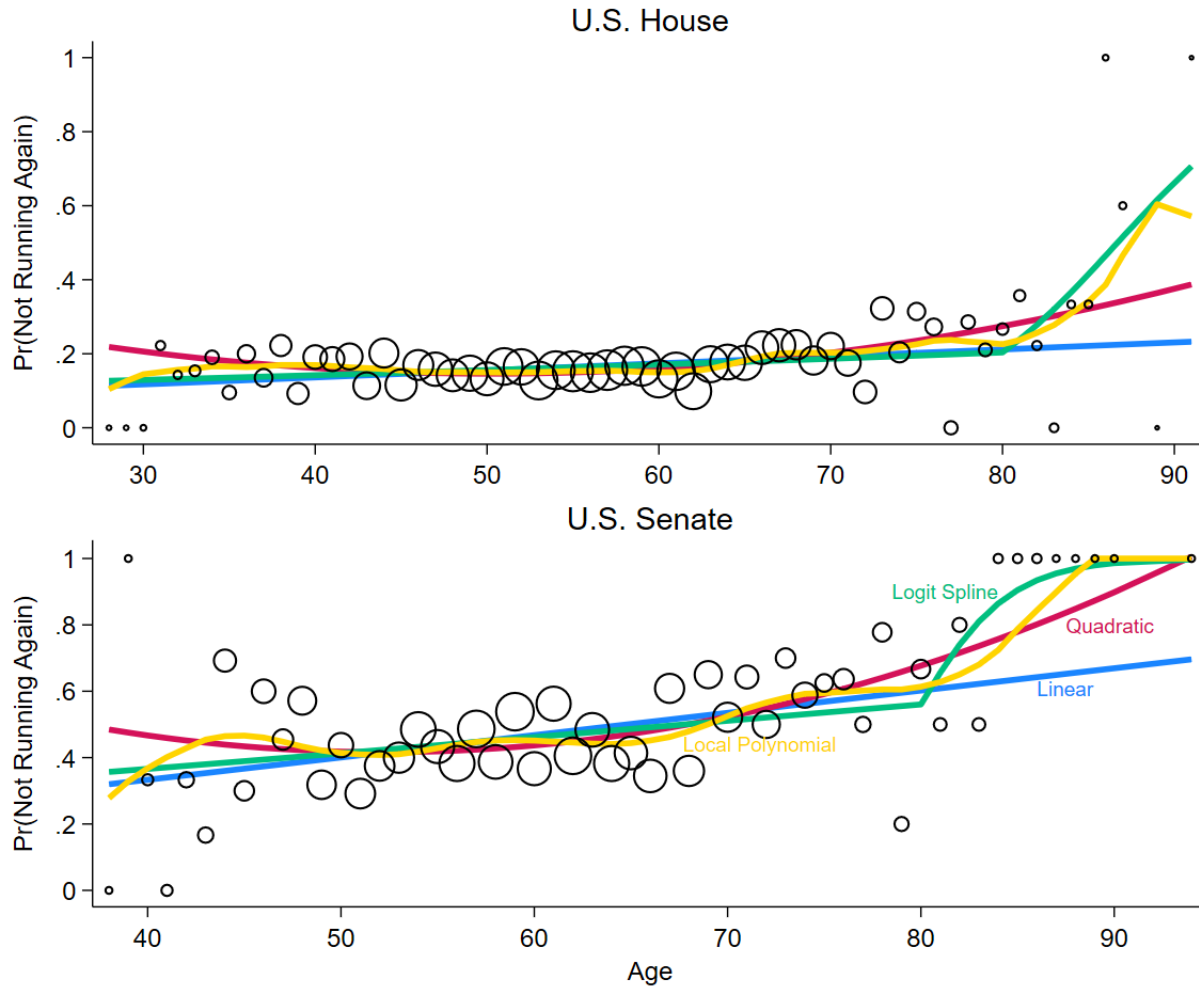 U.S. House
Pr(Not Running Again)
1
.8
.6
.4
.2
0
30 40 50 60 70 80 90
U.S. Senate
Pr(Not Running Again)
1
.8
.6
.4
.2
0
Logit Spline
Quadratic
Linear
Local Polynomial
40 50 60 70 80 90
Age